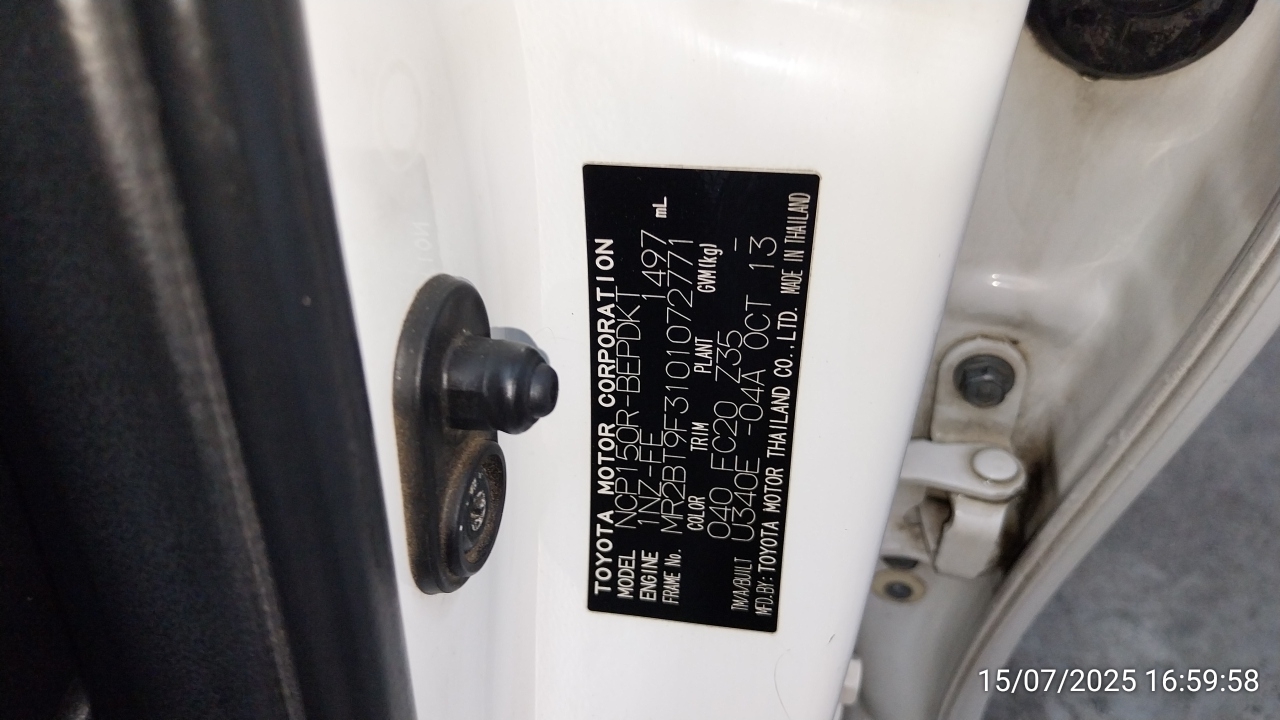 TOYOTA MOTOR CORPORATION
MODEL NCP150R-BEPDKT
ENGINE 1NZ-FE 1497 mL
FRAME No. MR2BT9F3101072771
COLOR TRIM PLANT GVM(kg)
040 FC20 Z35 –
TM/A/BUILT U340E -04A OCT 13
MFD.BY: TOYOTA MOTOR THAILAND CO.,LTD. MADE IN THAILAND
15/07/2025 16:59:58